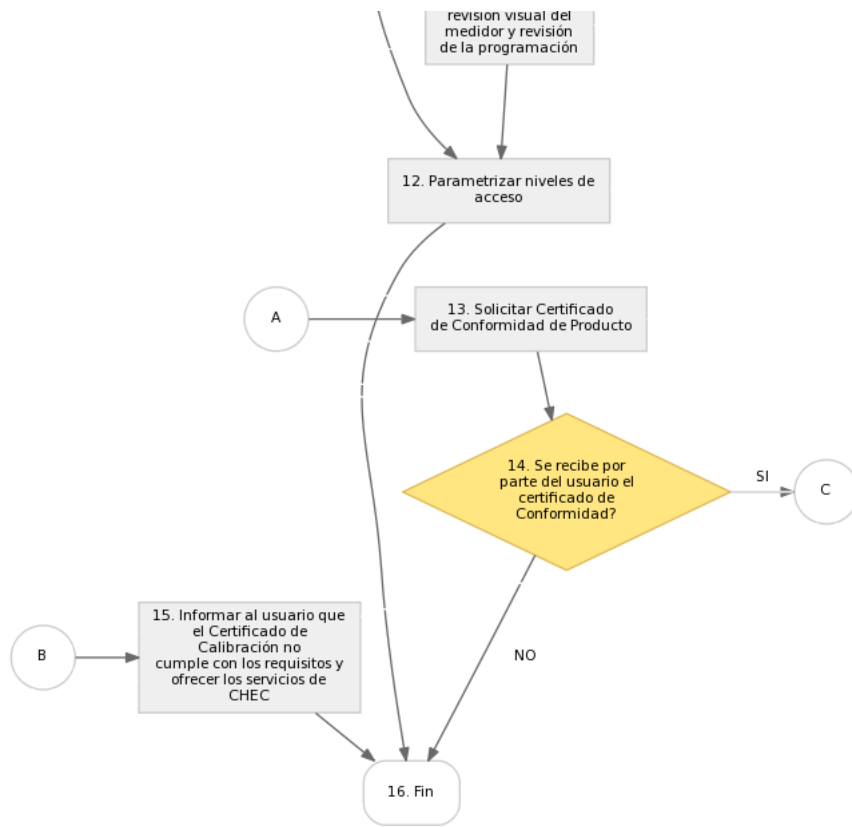 revisión visual del
medidor y revisión
de la programación
12. Parametrizar niveles de
acceso
A
13. Solicitar Certificado
de Conformidad de Producto
14. Se recibe por
parte del usuario el
certificado de
Conformidad?
SI
C
15. Informar al usuario que
el Certificado de
Calibración no
cumple con los requisitos y
ofrecer los servicios de
CHEC
B
NO
16. Fin